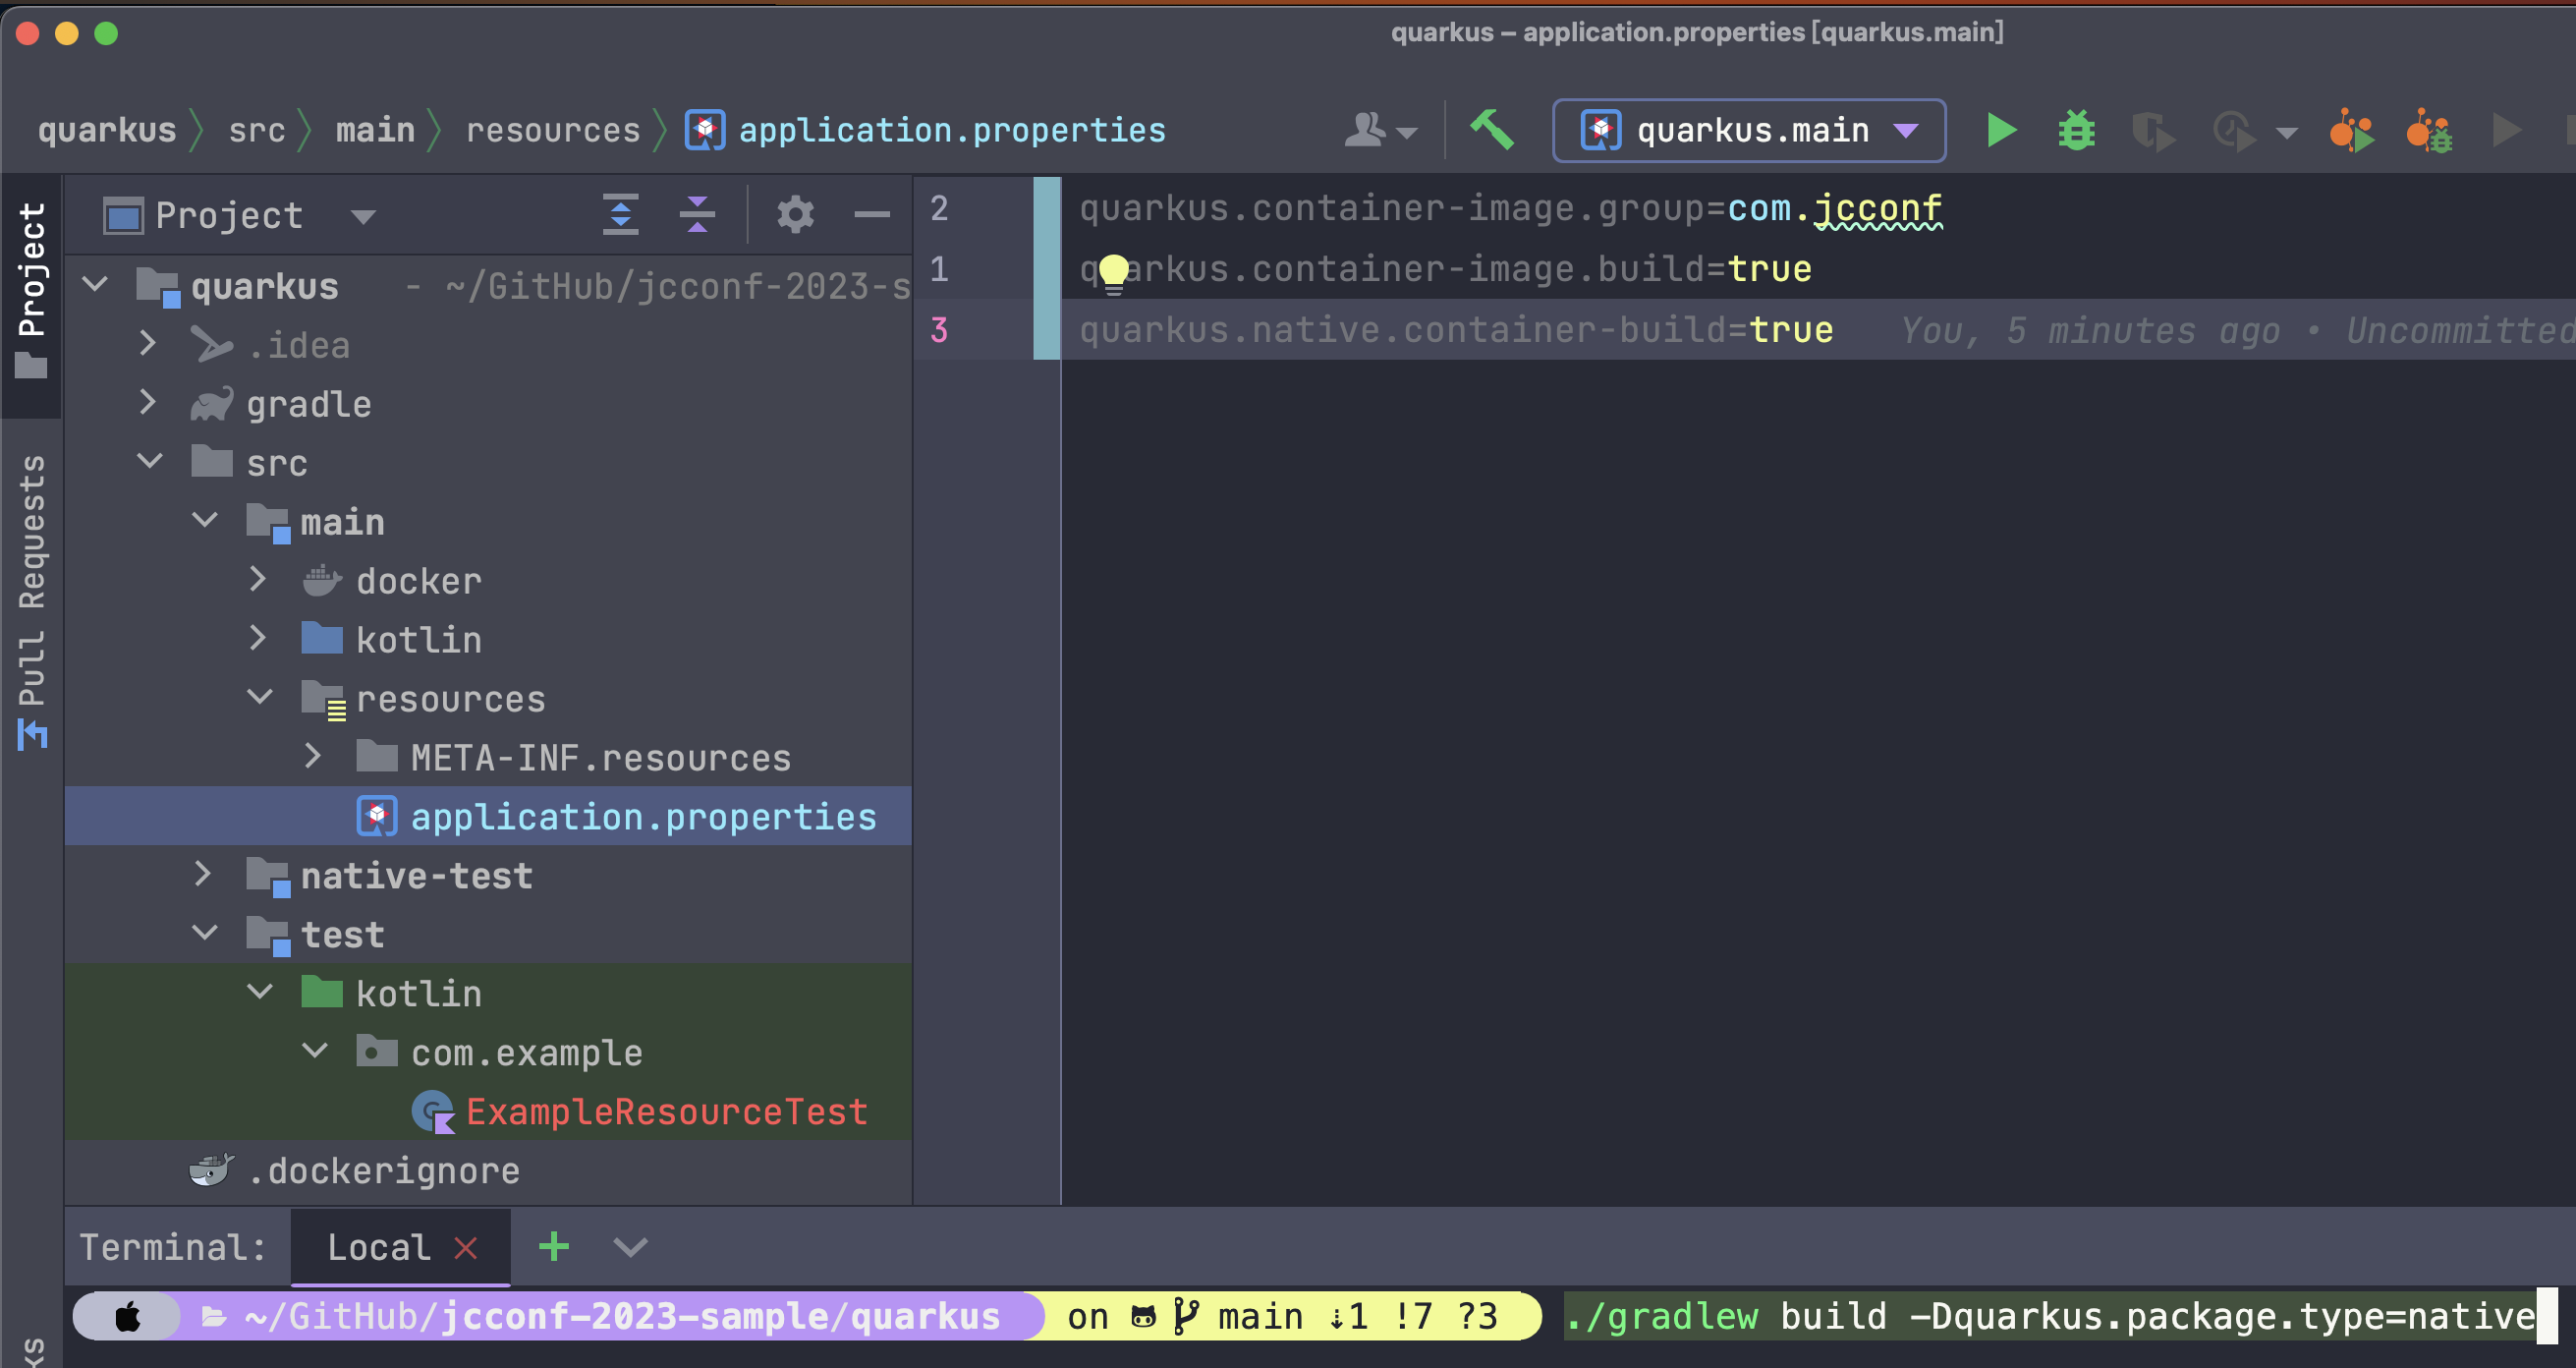 quarkus – application.properties [quarkus.main]
quarkus src main resources application.properties
quarkus.main
Project
Project
Pull Requests
quarkus - ~/GitHub/jcconf-2023-s
.idea
gradle
src
main
docker
kotlin
resources
META-INF.resources
application.properties
native-test
test
kotlin
com.example
ExampleResourceTest
.dockerignore
2 quarkus.container-image.group=com.jcconf
1 quarkus.container-image.build=true
3 quarkus.native.container-build=true You, 5 minutes ago • Uncommitted
Terminal: Local
~/GitHub/jcconf-2023-sample/quarkus on main ⇣1 !7 ?3 ./gradlew build -Dquarkus.package.type=native